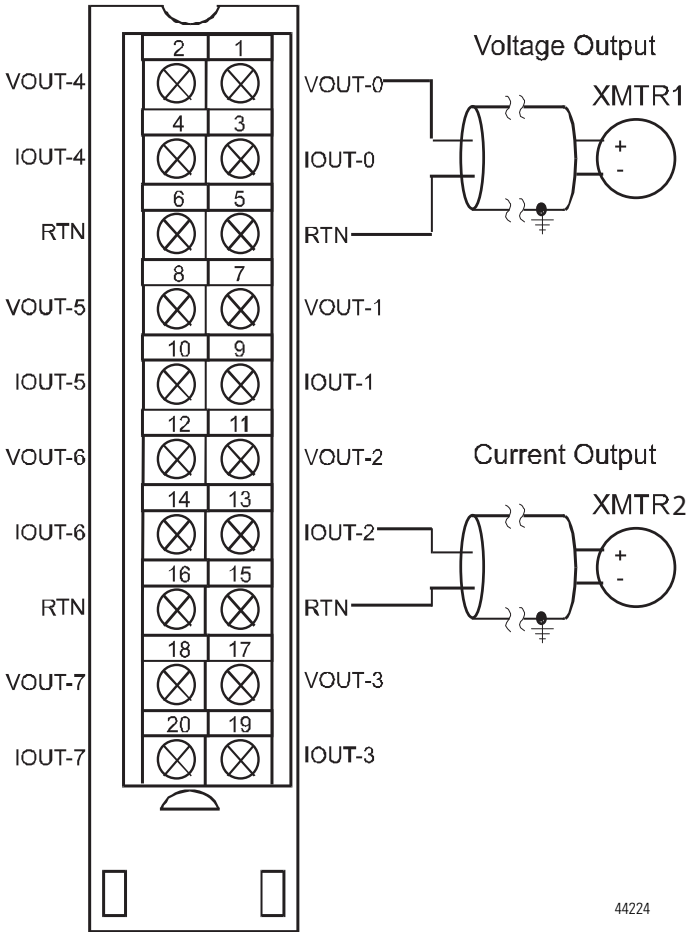 Voltage Output
2 1
VOUT-4 VOUT-0 XMTR1
4 3 +
IOUT-4 IOUT-0 -
6 5
RTN RTN
8 7
VOUT-5 VOUT-1
10 9
IOUT-5 IOUT-1
12 11
VOUT-6 VOUT-2 Current Output
14 13 XMTR2
IOUT-6 IOUT-2 +
16 15 -
RTN RTN
18 17
VOUT-7 VOUT-3
20 19
IOUT-7 IOUT-3
44224